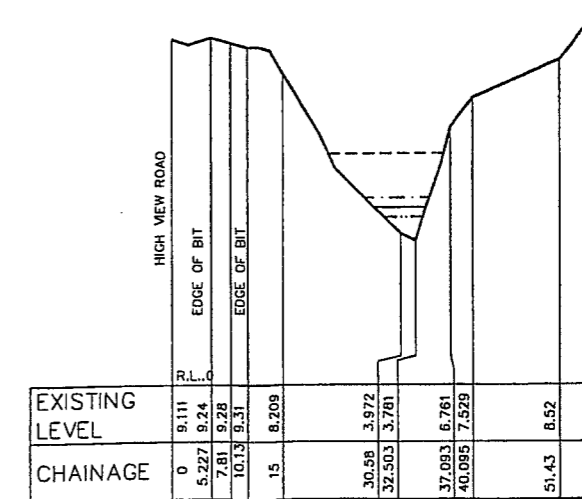 HIGH VIEW ROAD
EDGE OF BIT
EDGE OF BIT
R.L..0
EXISTING LEVEL 9.111 9.24 9.28 9.31 8.209 3.972 3.781 6.761 7.529 8.52
CHAINAGE 0 5.227 7.81 10.13 15 30.58 32.503 37.093 40.095 51.43